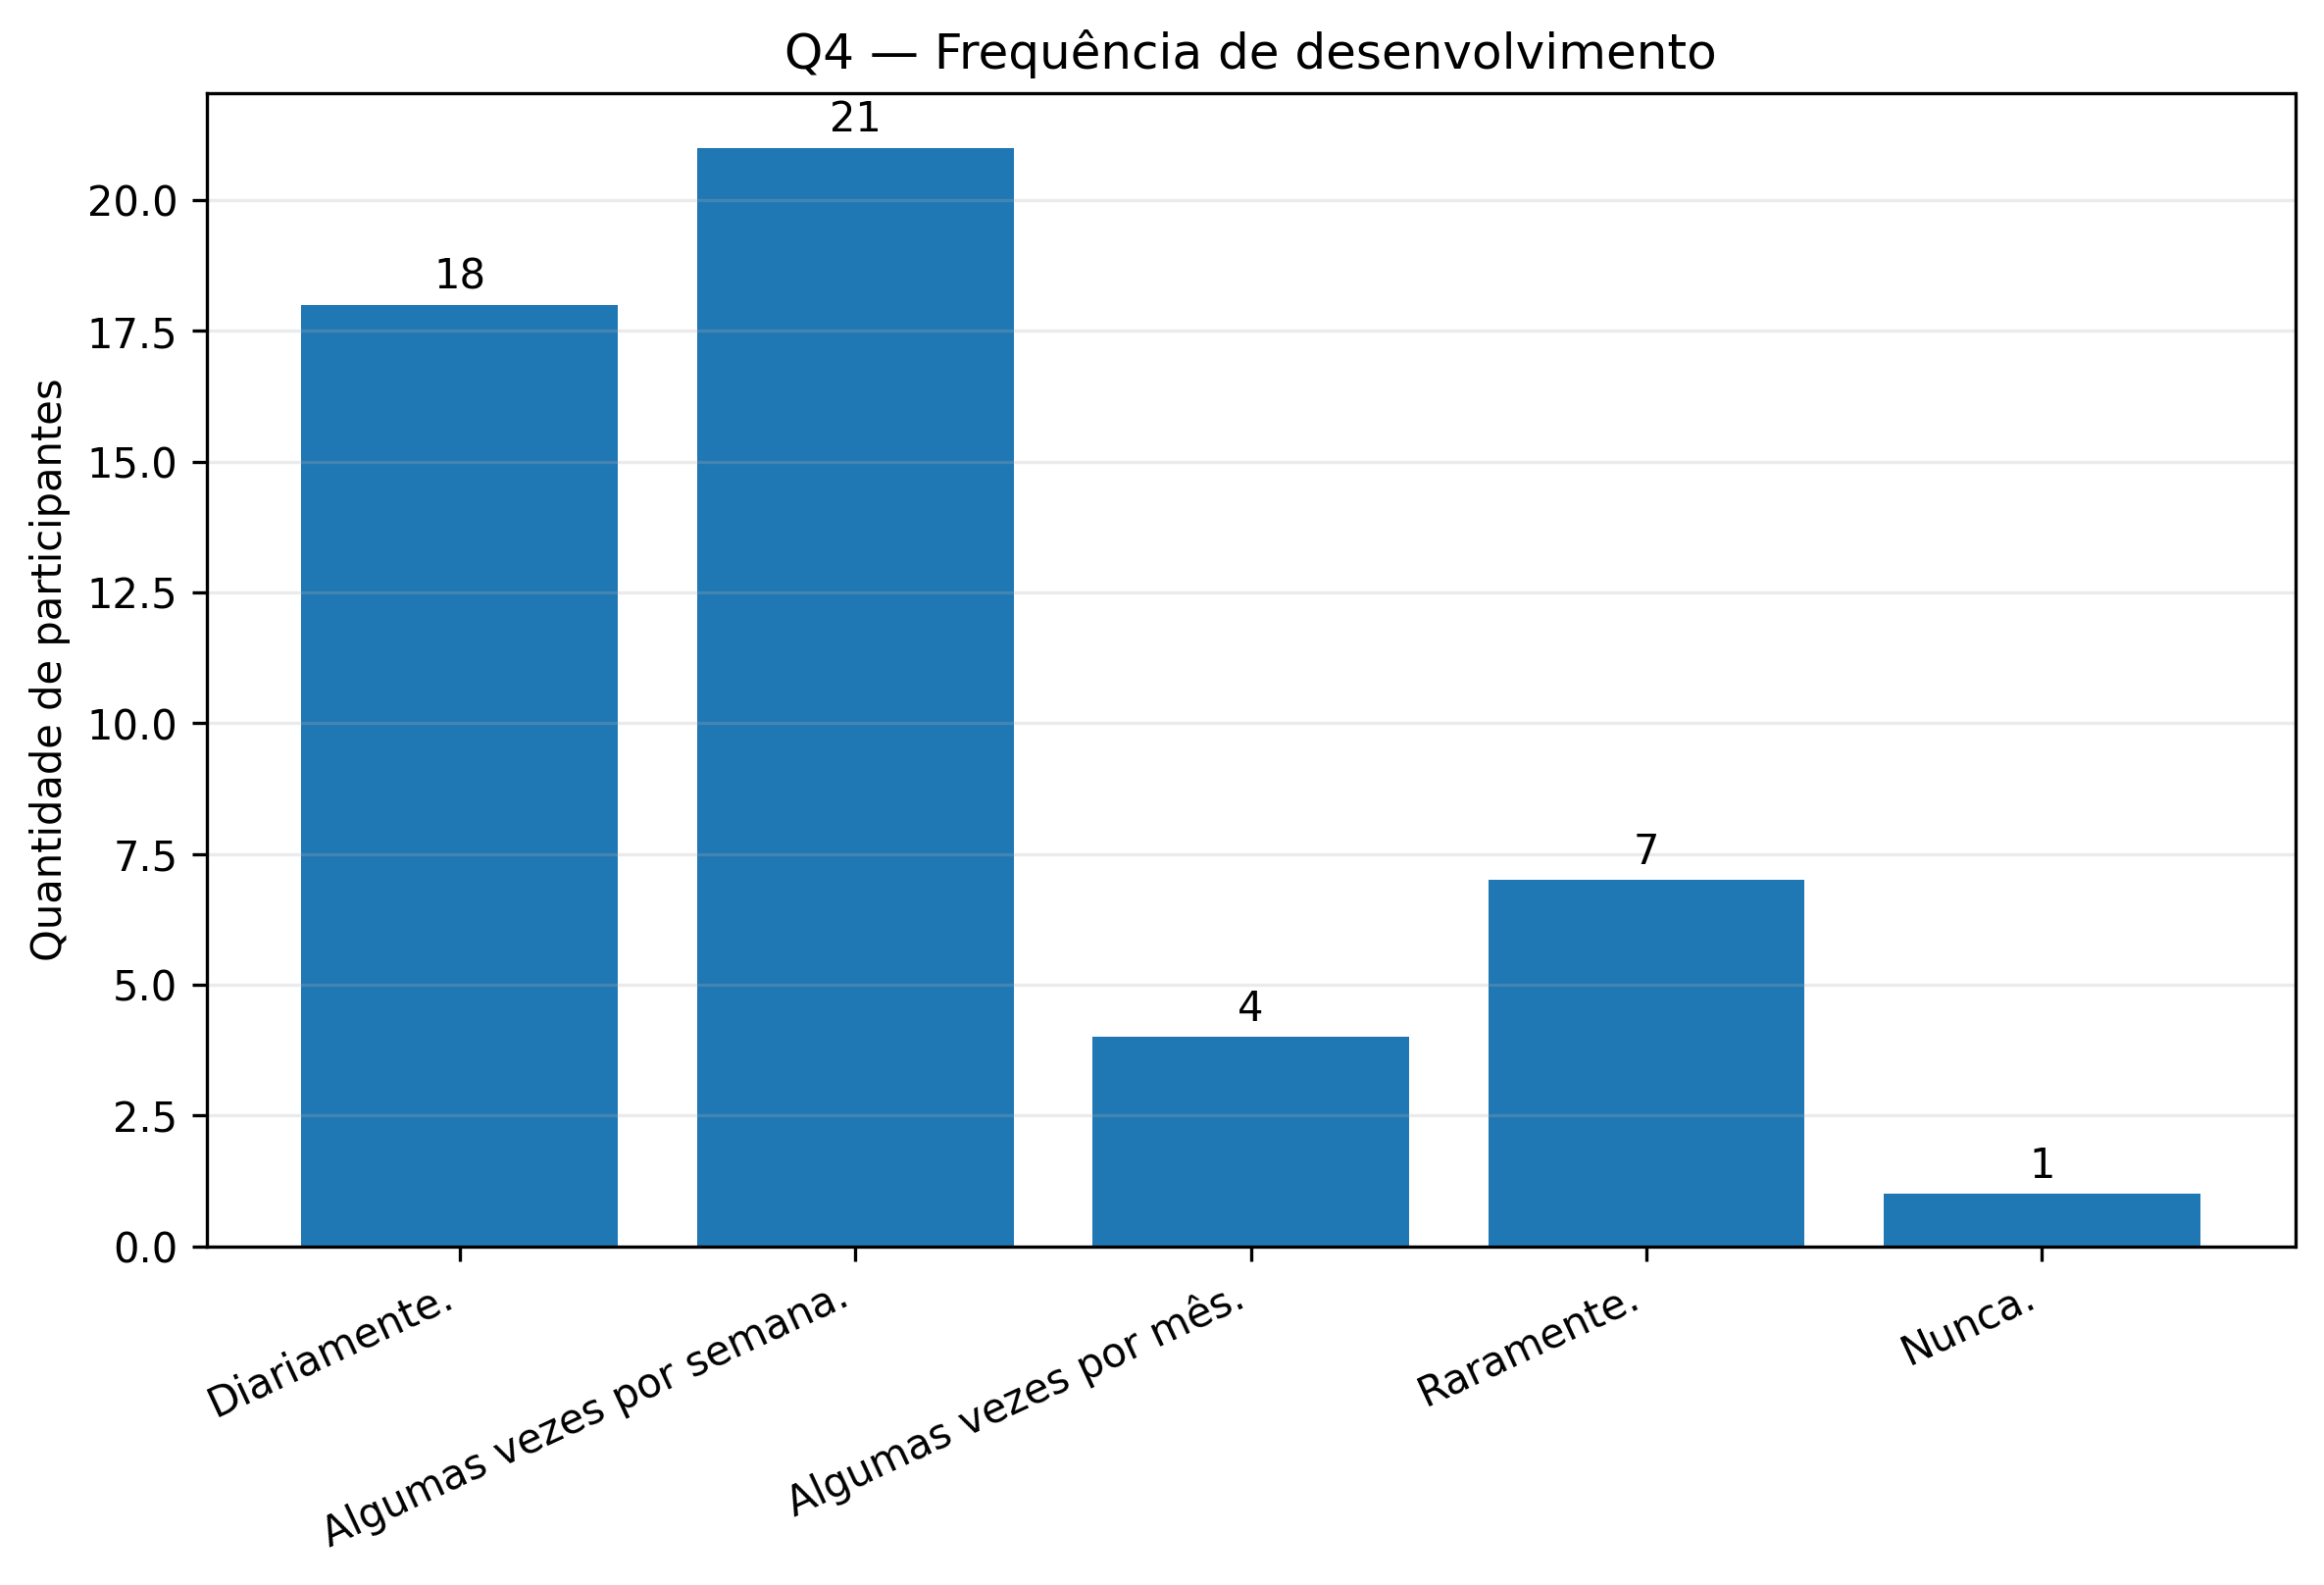 Q4 — Frequência de desenvolvimento
Quantidade de participantes
20.0
17.5
15.0
12.5
10.0
7.5
5.0
2.5
0.0
18
21
4
7
1
Diariamente.
Algumas vezes por semana.
Algumas vezes por mês.
Raramente.
Nunca.